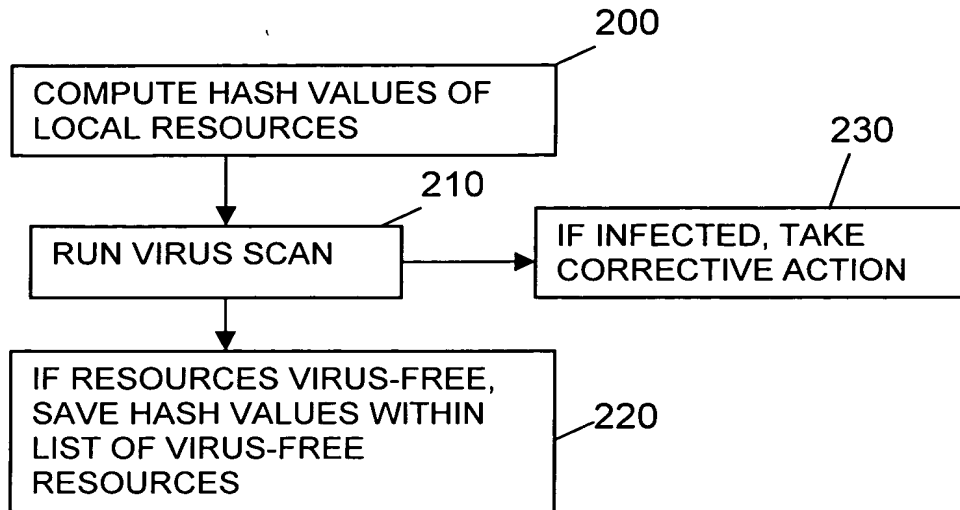 200
COMPUTE HASH VALUES OF
LOCAL RESOURCES
230
210
RUN VIRUS SCAN
IF INFECTED, TAKE
CORRECTIVE ACTION
IF RESOURCES VIRUS-FREE,
SAVE HASH VALUES WITHIN
LIST OF VIRUS-FREE
RESOURCES
220